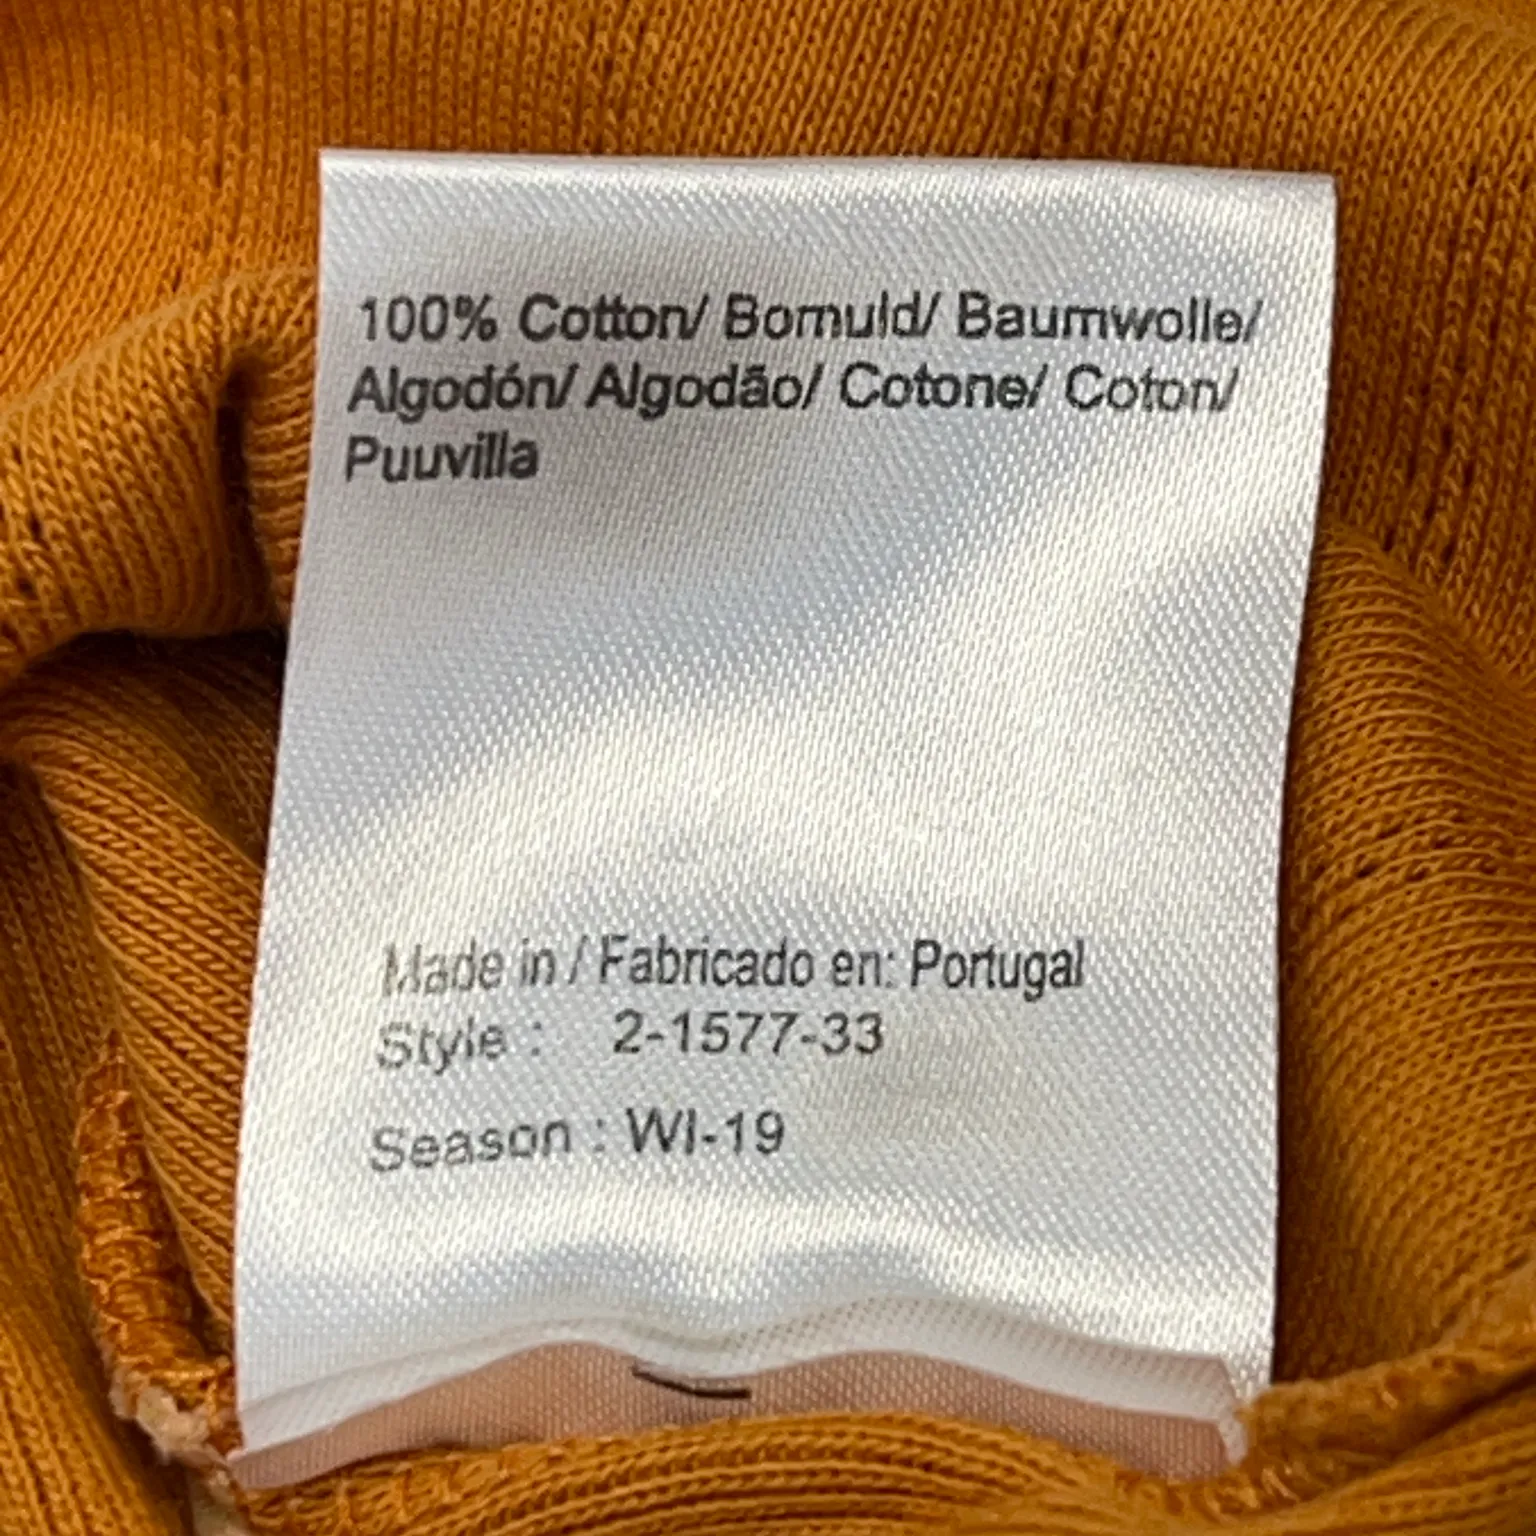 100% Cotton/ Bomuld/ Baumwolle/
Algodón/ Algodão/ Cotone/ Coton/
Puuvilla
Made in / Fabricado en: Portugal
Style : 2-1577-33
Season : WI-19